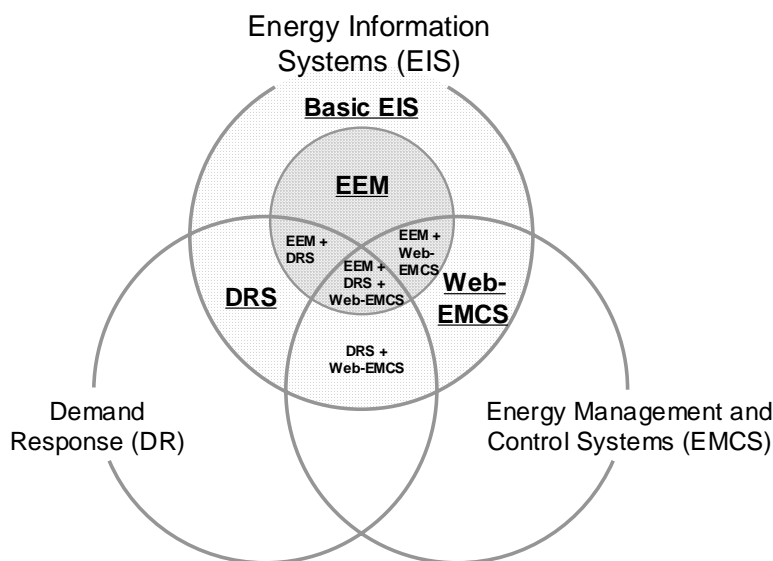 Energy Information
Systems (EIS)
Basic EIS
EEM
EEM +
DRS
EEM +
Web-
EMCS
EEM +
DRS +
Web-EMCS
DRS
Web-
EMCS
DRS +
Web-EMCS
Demand
Response (DR)
Energy Management and
Control Systems (EMCS)